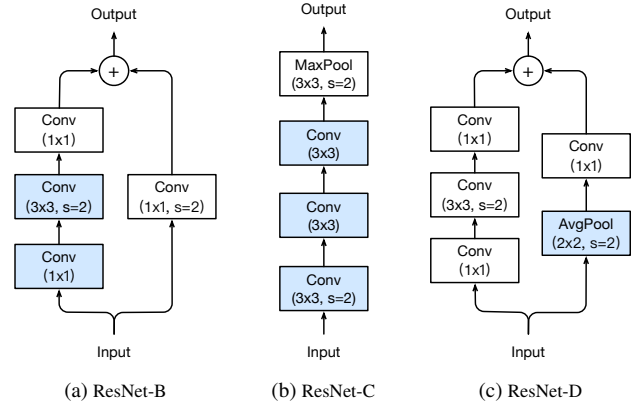 Output
+
Conv
(1x1)
Conv
(3x3, s=2)
Conv
(1x1)
Conv
(1x1, s=2)
Input
(a) ResNet-B
Output
MaxPool
(3x3, s=2)
Conv
(3x3)
Conv
(3x3)
Conv
(3x3, s=2)
Input
(b) ResNet-C
Output
+
Conv
(1x1)
Conv
(3x3, s=2)
Conv
(1x1)
Conv
(1x1)
AvgPool
(2x2, s=2)
Input
(c) ResNet-D